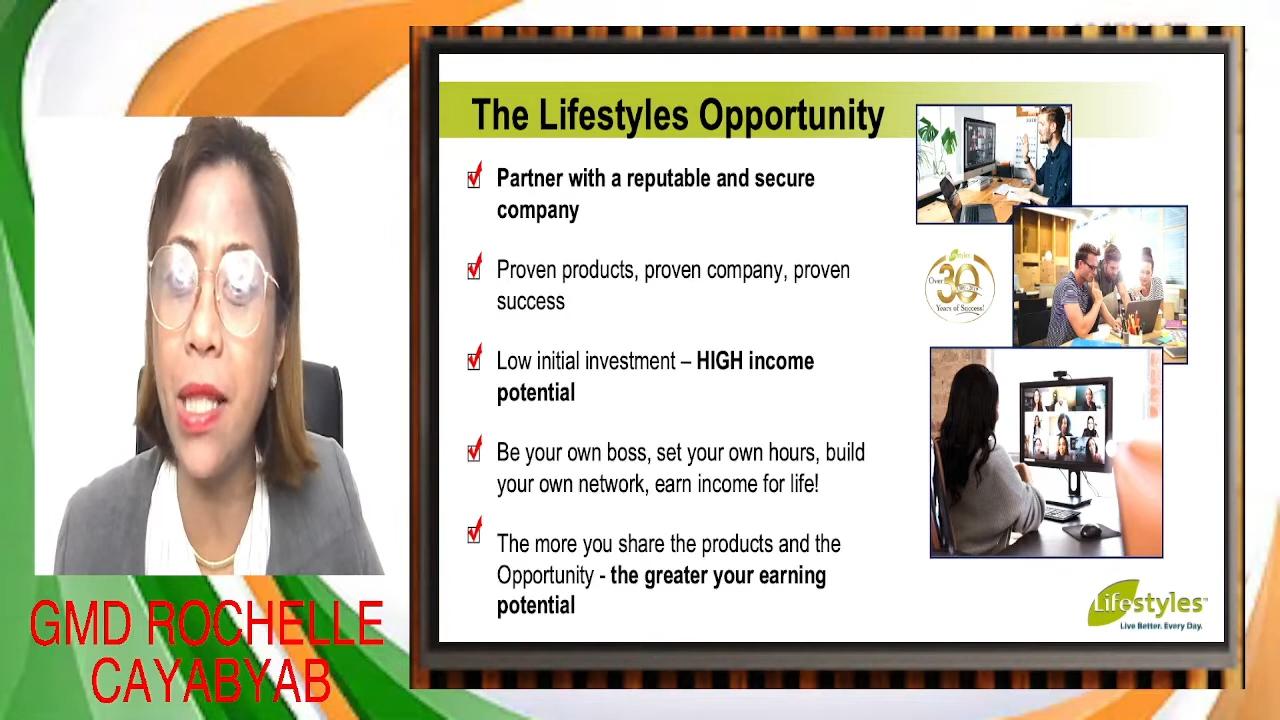 The Lifestyles Opportunity
Partner with a reputable and secure
company
Proven products, proven company, proven
success
Low initial investment – HIGH income
potential
Be your own boss, set your own hours, build
your own network, earn income for life!
The more you share the products and the
Opportunity - the greater your earning
potential
Over
30
Years of Success!
Lifestyles™
Live Better. Every Day.
GMD ROCHELLE
CAYABYAB